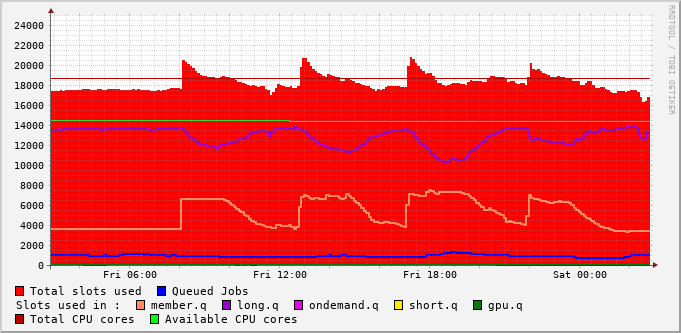 RRDTOOL / TOBI OETIKER
24000
22000
20000
18000
16000
14000
12000
10000
8000
6000
4000
2000
0
Fri 06:00 Fri 12:00 Fri 18:00 Sat 00:00
Total slots used Queued Jobs
Slots used in : member.q long.q ondemand.q short.q gpu.q
Total CPU cores Available CPU cores